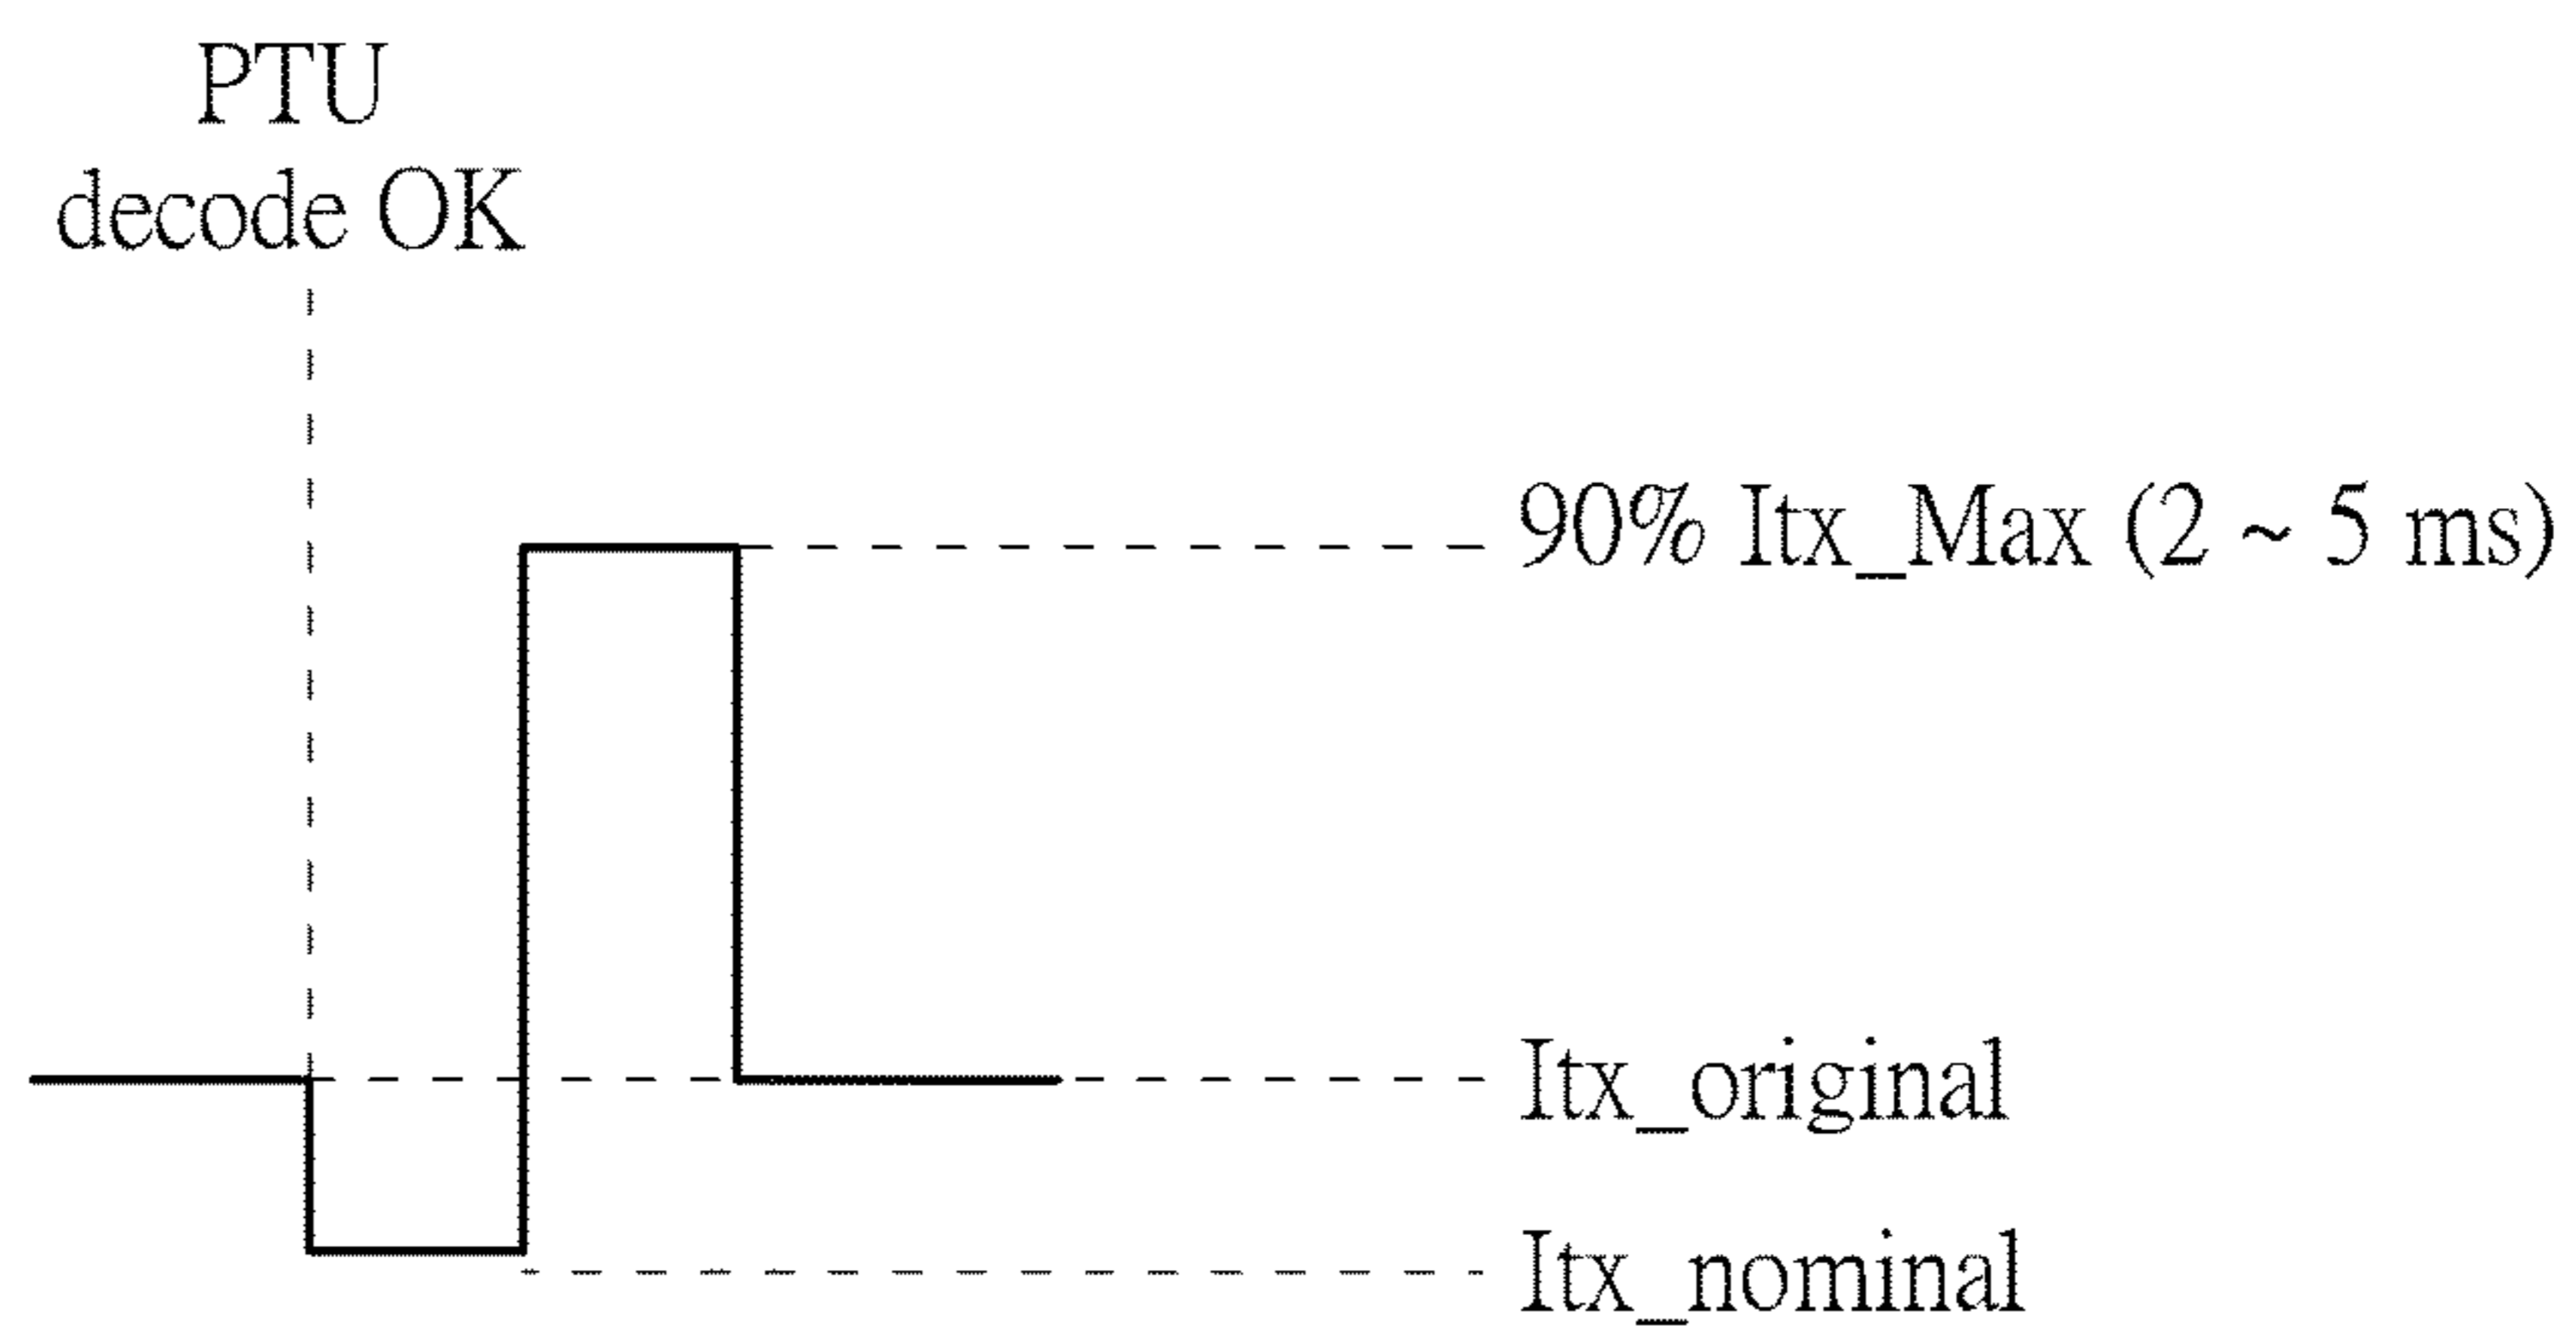 PTU
decode OK
90% Itx_Max (2 ~ 5 ms)
Itx_original
Itx_nominal